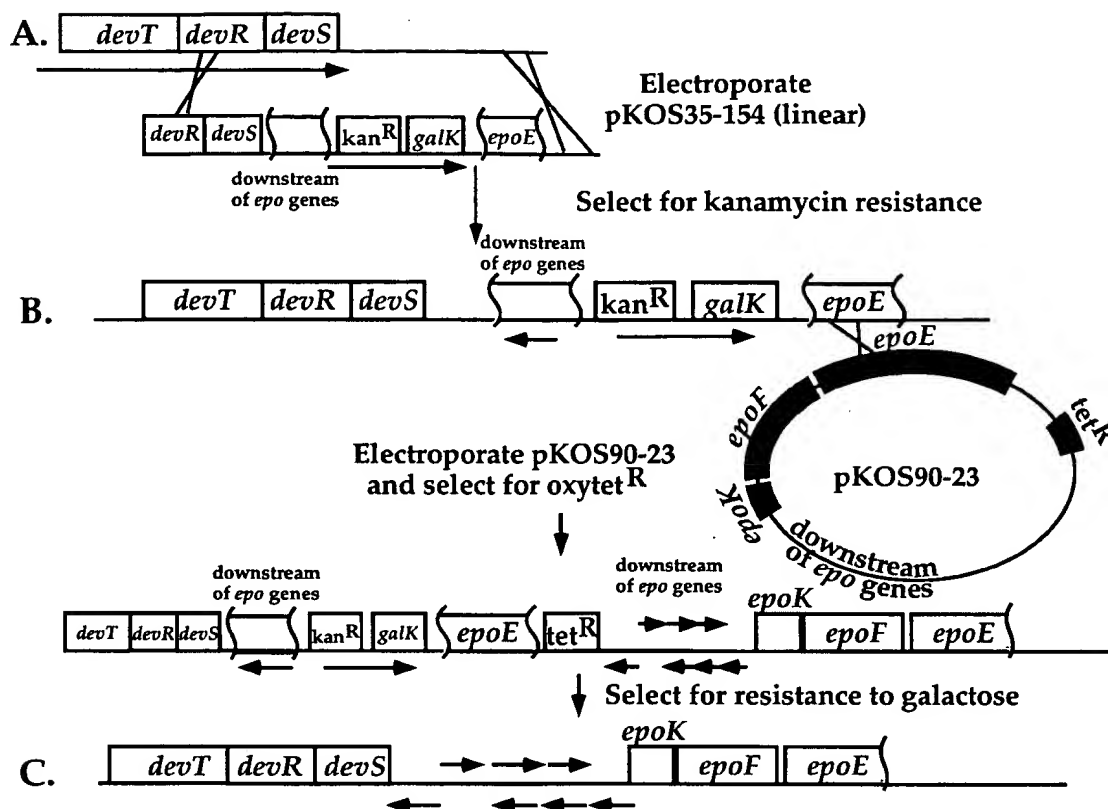 A.
devT devR devS
Electroporate
pKOS35-154 (linear)
devR devS kanR galK epoE
downstream
of epo genes
Select for kanamycin resistance
downstream
of epo genes
B.
devT devR devS kanR galK epoE
epoE
epoF
tetR
pKOS90-23
epoK
downstream
of epo genes
Electroporate pKOS90-23
and select for oxytetR
downstream
of epo genes
downstream
of epo genes
epoK
devT devR devS kanR galK epoE tetR epoF epoE
Select for resistance to galactose
epoK
C.
devT devR devS epoF epoE